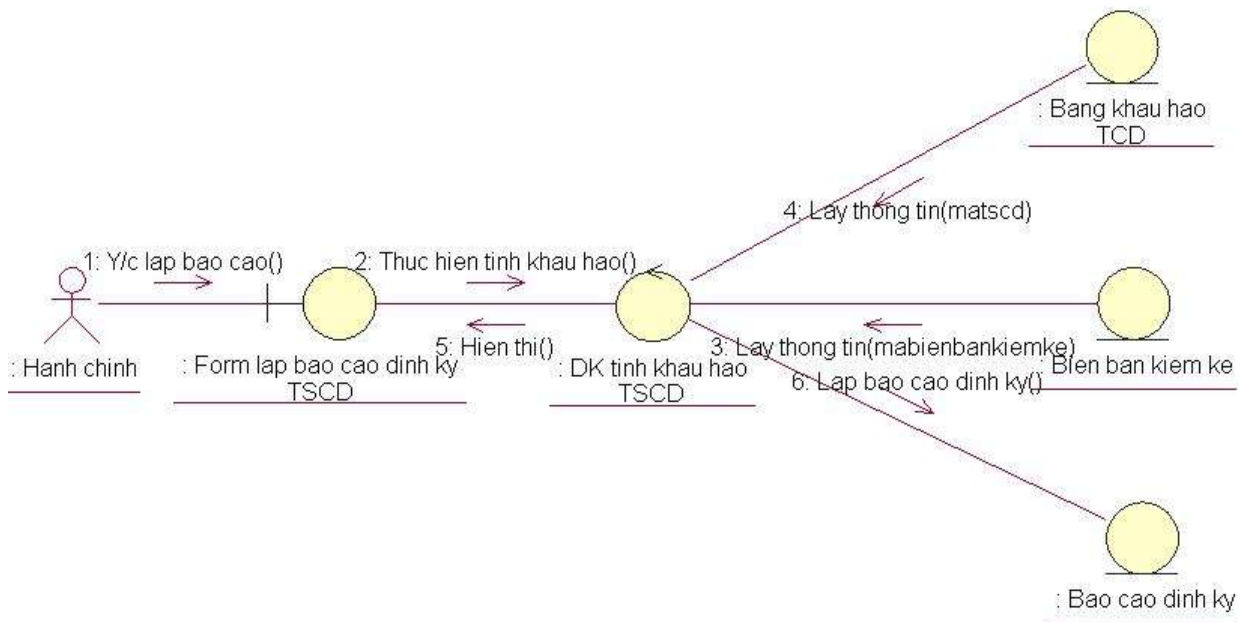 : Bang khau hao
TCD
4: Lay thong tin(matscd)
1: Y/c lap bao cao()
2: Thuc hien tinh khau hao()
5: Hien thi()
3: Lay thong tin(mabienbankiemke)
: Hanh chinh
: Form lap bao cao dinh ky
TSCD
: DK tinh khau hao
TSCD
: Bien ban kiem ke
6: Lap bao cao dinh ky()
: Bao cao dinh ky